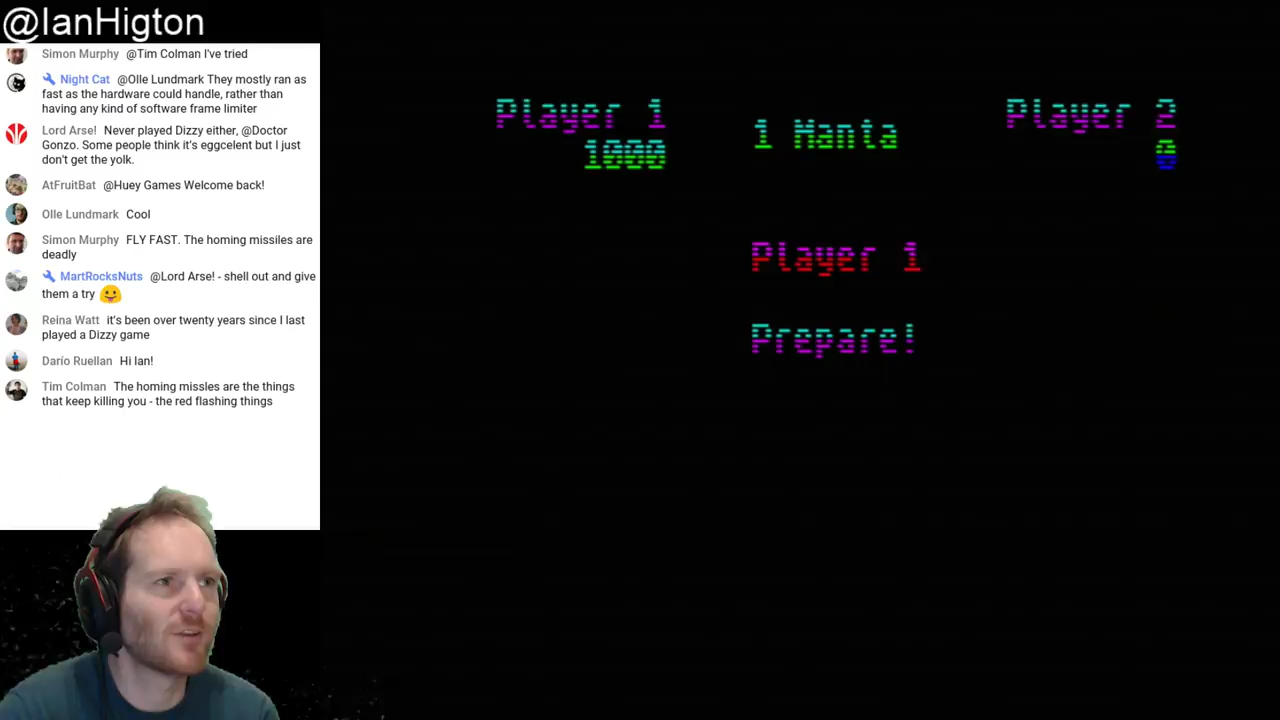 @IanHigton
Simon Murphy @Tim Colman I've tried
Night Cat @Olle Lundmark They mostly ran as
fast as the hardware could handle, rather than
having any kind of software frame limiter
Lord Arse! Never played Dizzy either, @Doctor
Gonzo. Some people think it's eggcelent but I just
don't get the yolk.
AtFruitBat @Huey Games Welcome back!
Olle Lundmark Cool
Simon Murphy FLY FAST. The homing missiles are
deadly
MartRocksNuts @Lord Arse! - shell out and give
them a try
Reina Watt it's been over twenty years since I last
played a Dizzy game
Darío Ruellan Hi Ian!
Tim Colman The homing missles are the things
that keep killing you - the red flashing things
Player 1
1000
1 Manta
Player 2
0
Player 1
Prepare!